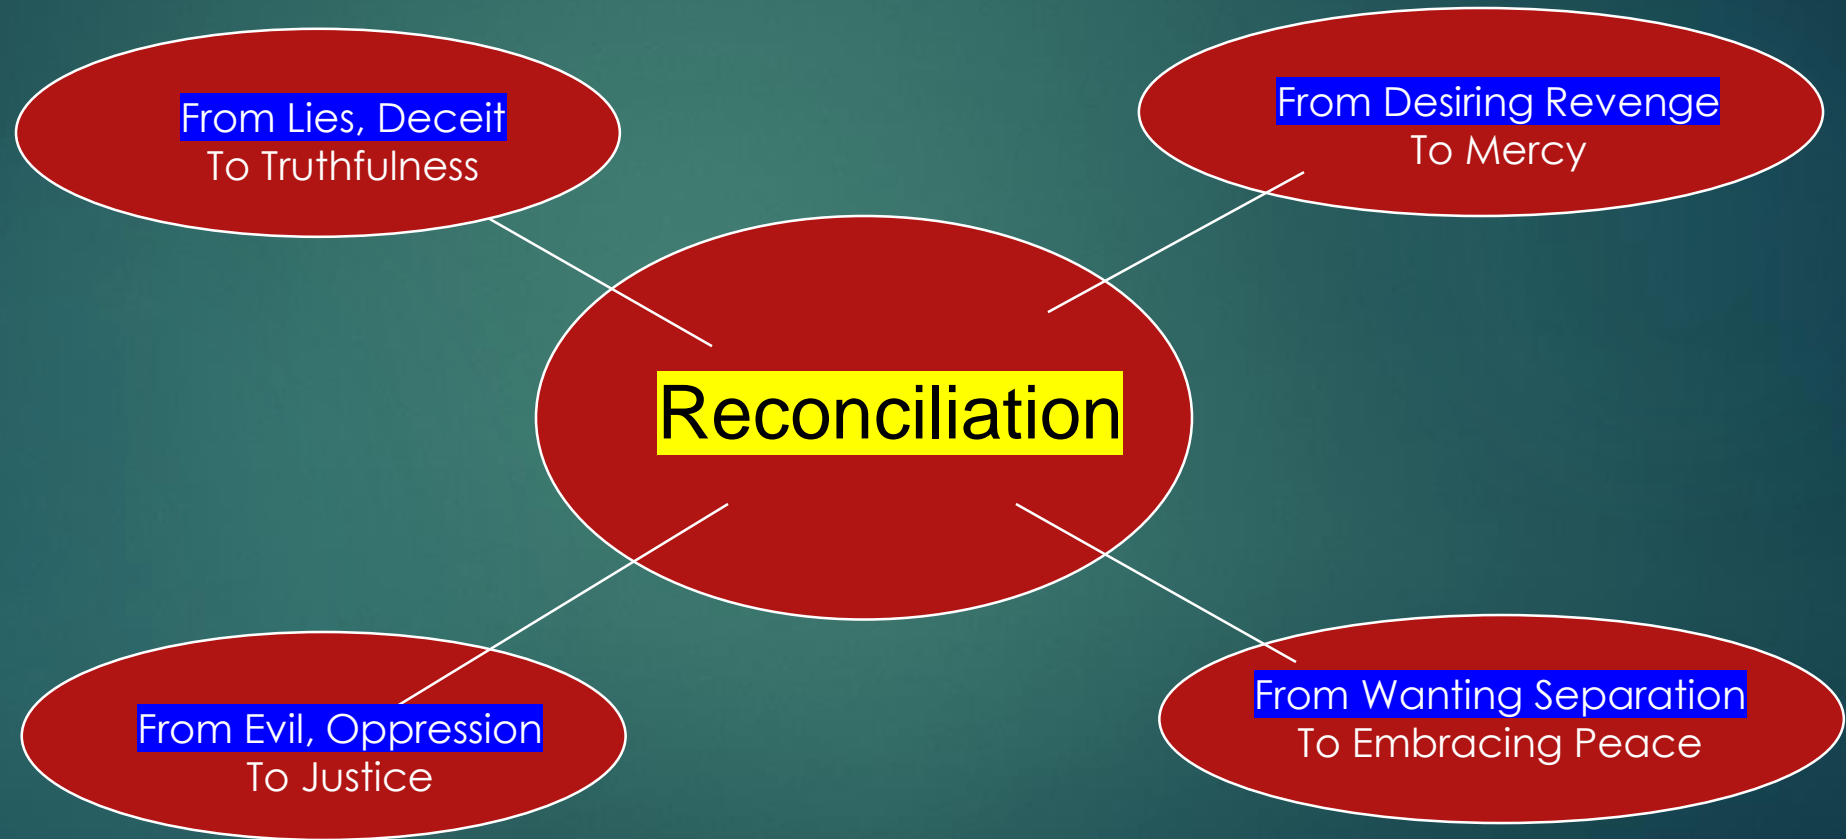 From Lies, Deceit
To Truthfulness
From Desiring Revenge
To Mercy
Reconciliation
From Evil, Oppression
To Justice
From Wanting Separation
To Embracing Peace